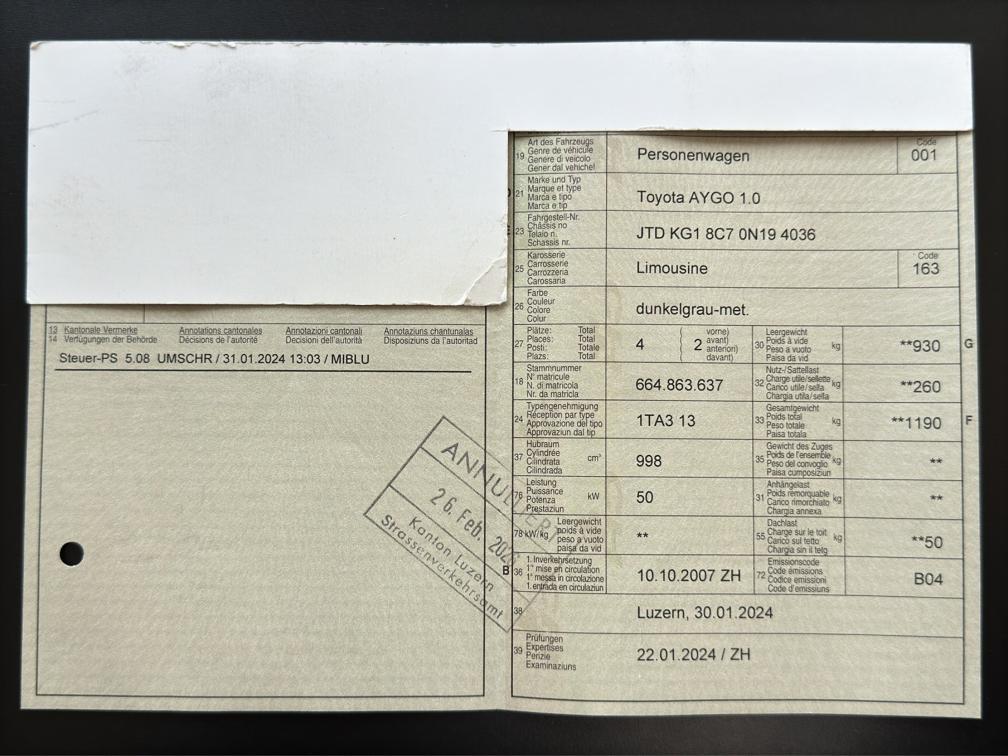 13 Kantonale Vermerke Annotations cantonales Annotazioni cantonali Annotaziuns chantunalas
14 Verfügungen der Behörde Décisions de l'autorité Decisioni dell'autorità Disposiziuns da l'autoritad
Steuer-PS 5.08 UMSCHR / 31.01.2024 13:03 / MIBLU
ANNULLIERT
26. Feb.
Kanton Luzern
Strassenverkehrsamt
19 Art des Fahrzeugs
Genre de véhicule
Genere di veicolo
Gener dal vehichel
Personenwagen
Code
001
21 Marke und Typ
Marque et type
Marca e tipo
Marca e tip
Toyota AYGO 1.0
23 Fahrgestell-Nr.
Châssis no
Telaio n.
Schassis nr.
JTD KG1 8C7 0N19 4036
25 Karosserie
Carrosserie
Carrozzeria
Carossaria
Limousine
Code
163
26 Farbe
Couleur
Colore
Colur
dunkelgrau-met.
27 Plätze: Total
Places: Total
Posti: Totale
Plazs: Total
4
2
( vorne)
( avant)
anteriori)
davant)
30 Leergewicht
Poids à vide
Peso a vuoto
Paisa da vid
kg
**930
G
18 Stammnummer
N° matricule
N. di matricola
Nr. da matricla
664.863.637
32 Nutz-/Sattellast
Charge utile/sellette
Carico utile/sella
Chargia utila/sella
kg
**260
24 Typengenehmigung
Réception par type
Approvazione del tipo
Approvaziun dal tip
1TA3 13
33 Gesamtgewicht
Poids total
Peso totale
Paisa totala
kg
**1190
F
37 Hubraum
Cylindrée
Cilindrata
Cilindrada
cm³
998
35 Gewicht des Zuges
Poids de l'ensemble
Peso del convoglio
Paisa cumposiziun
kg
**
76 Leistung
Puissance
Potenza
Prestaziun
kW
50
31 Anhängelast
Poids remorquable
Carico rimorchiato
Chargia annexa
kg
**
78 kW/kg
Leergewicht
poids à vide
peso a vuoto
paisa da vid
**
55 Dachlast
Charge sur le toit
Carico sul tetto
Chargia sin il tetg
kg
**50
B 36 1. Inverkehrsetzung
1re mise en circulation
1a messa in circolazione
1. entrada en circulaziun
10.10.2007 ZH
72 Emissionscode
Code émissions
Codice emissioni
Code d'emissiuns
B04
38
Luzern, 30.01.2024
39 Prüfungen
Expertises
Perizie
Examinaziuns
22.01.2024 / ZH